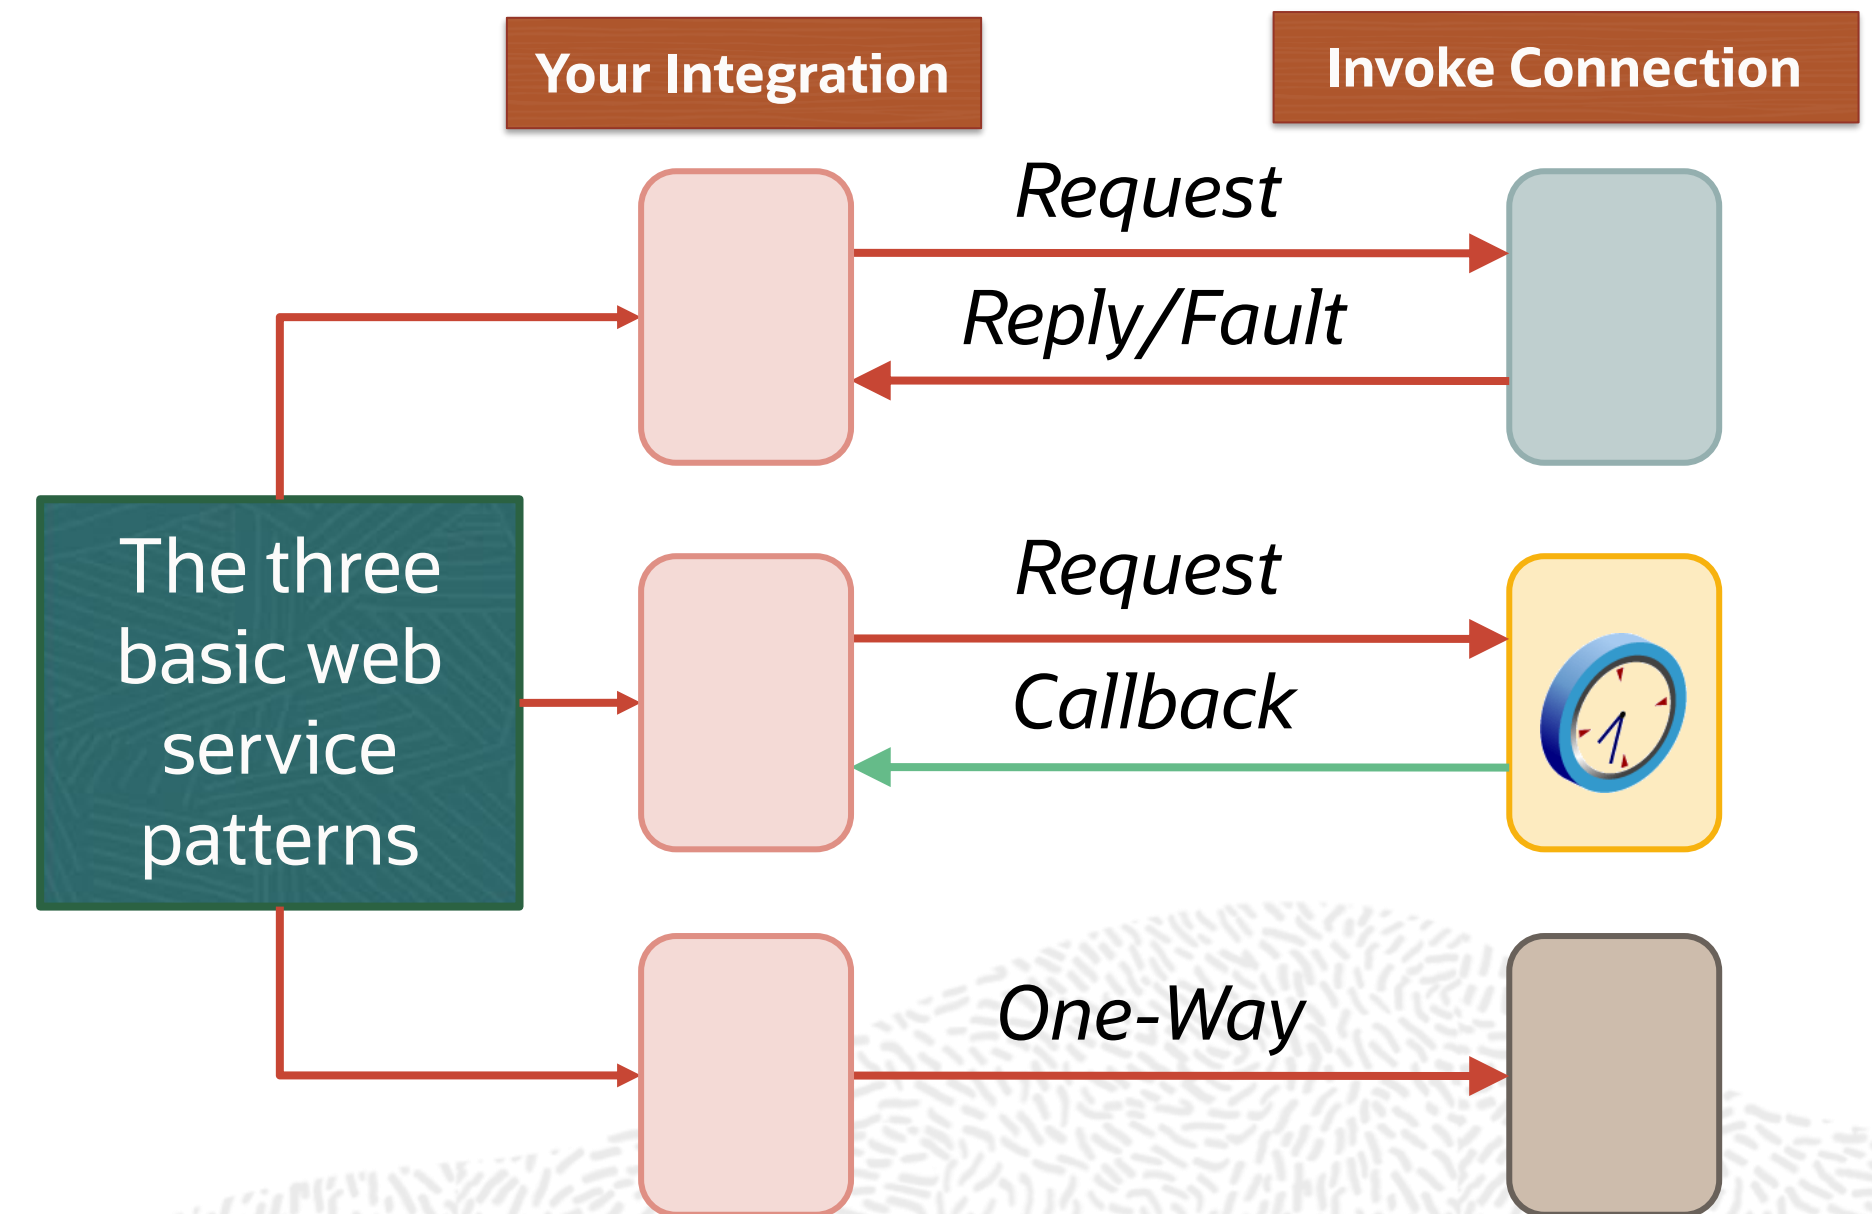 Your Integration
Invoke Connection
Request
Reply/Fault
The three
basic web
service
patterns
Request
Callback
One-Way